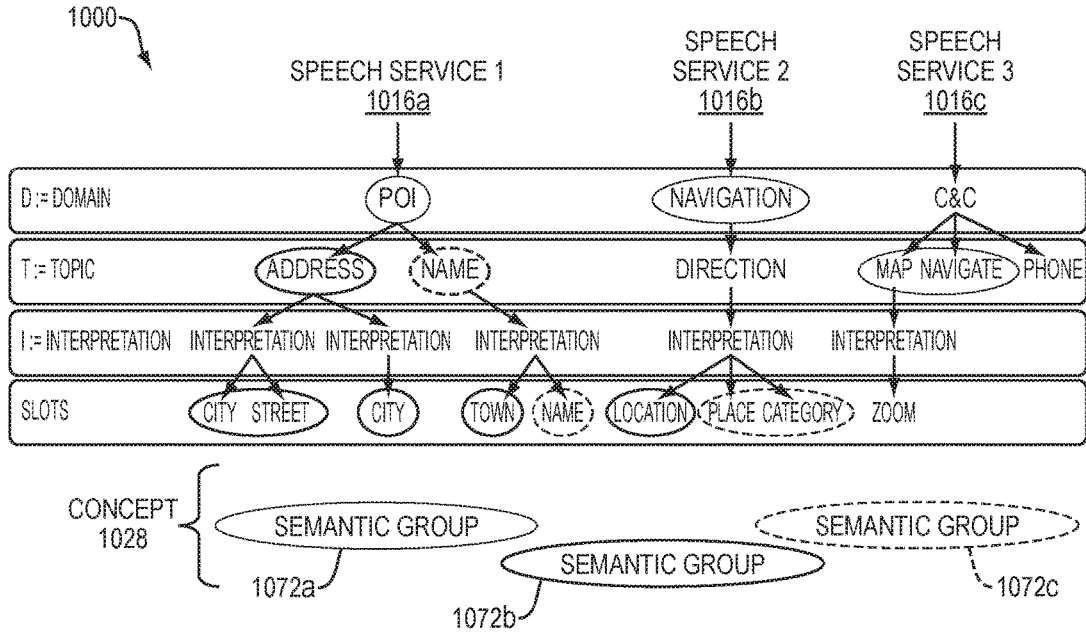 1000
SPEECH SERVICE 1
1016a
SPEECH
SERVICE 2
1016b
SPEECH
SERVICE 3
1016c
D := DOMAIN POI NAVIGATION C&C
T := TOPIC ADDRESS NAME DIRECTION MAP NAVIGATE PHONE
I := INTERPRETATION INTERPRETATION INTERPRETATION INTERPRETATION INTERPRETATION INTERPRETATION
SLOTS CITY STREET CITY TOWN NAME LOCATION PLACE CATEGORY ZOOM
CONCEPT
1028
SEMANTIC GROUP
1072a
SEMANTIC GROUP
1072b
SEMANTIC GROUP
1072c